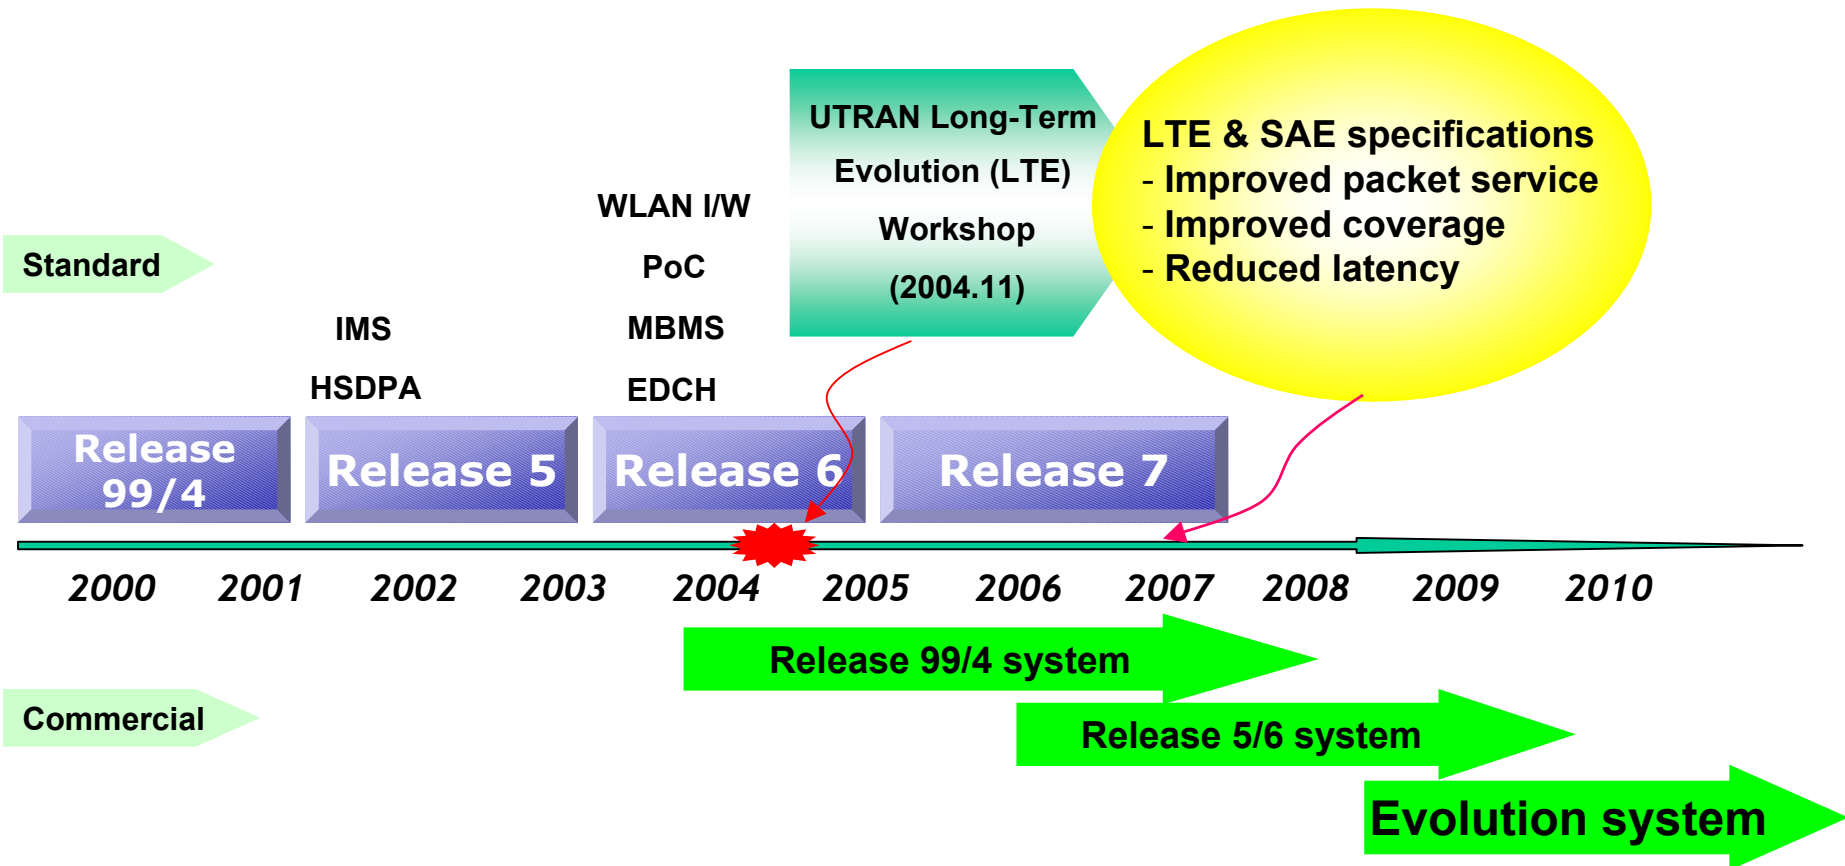 UTRAN Long-Term
Evolution (LTE)
Workshop
(2004.11)
LTE & SAE specifications
- Improved packet service
- Improved coverage
- Reduced latency
Standard
WLAN I/W
PoC
MBMS
EDCH
IMS
HSDPA
Release
99/4
Release 5
Release 6
Release 7
2000 2001 2002 2003 2004 2005 2006 2007 2008 2009 2010
Release 99/4 system
Commercial
Release 5/6 system
Evolution system